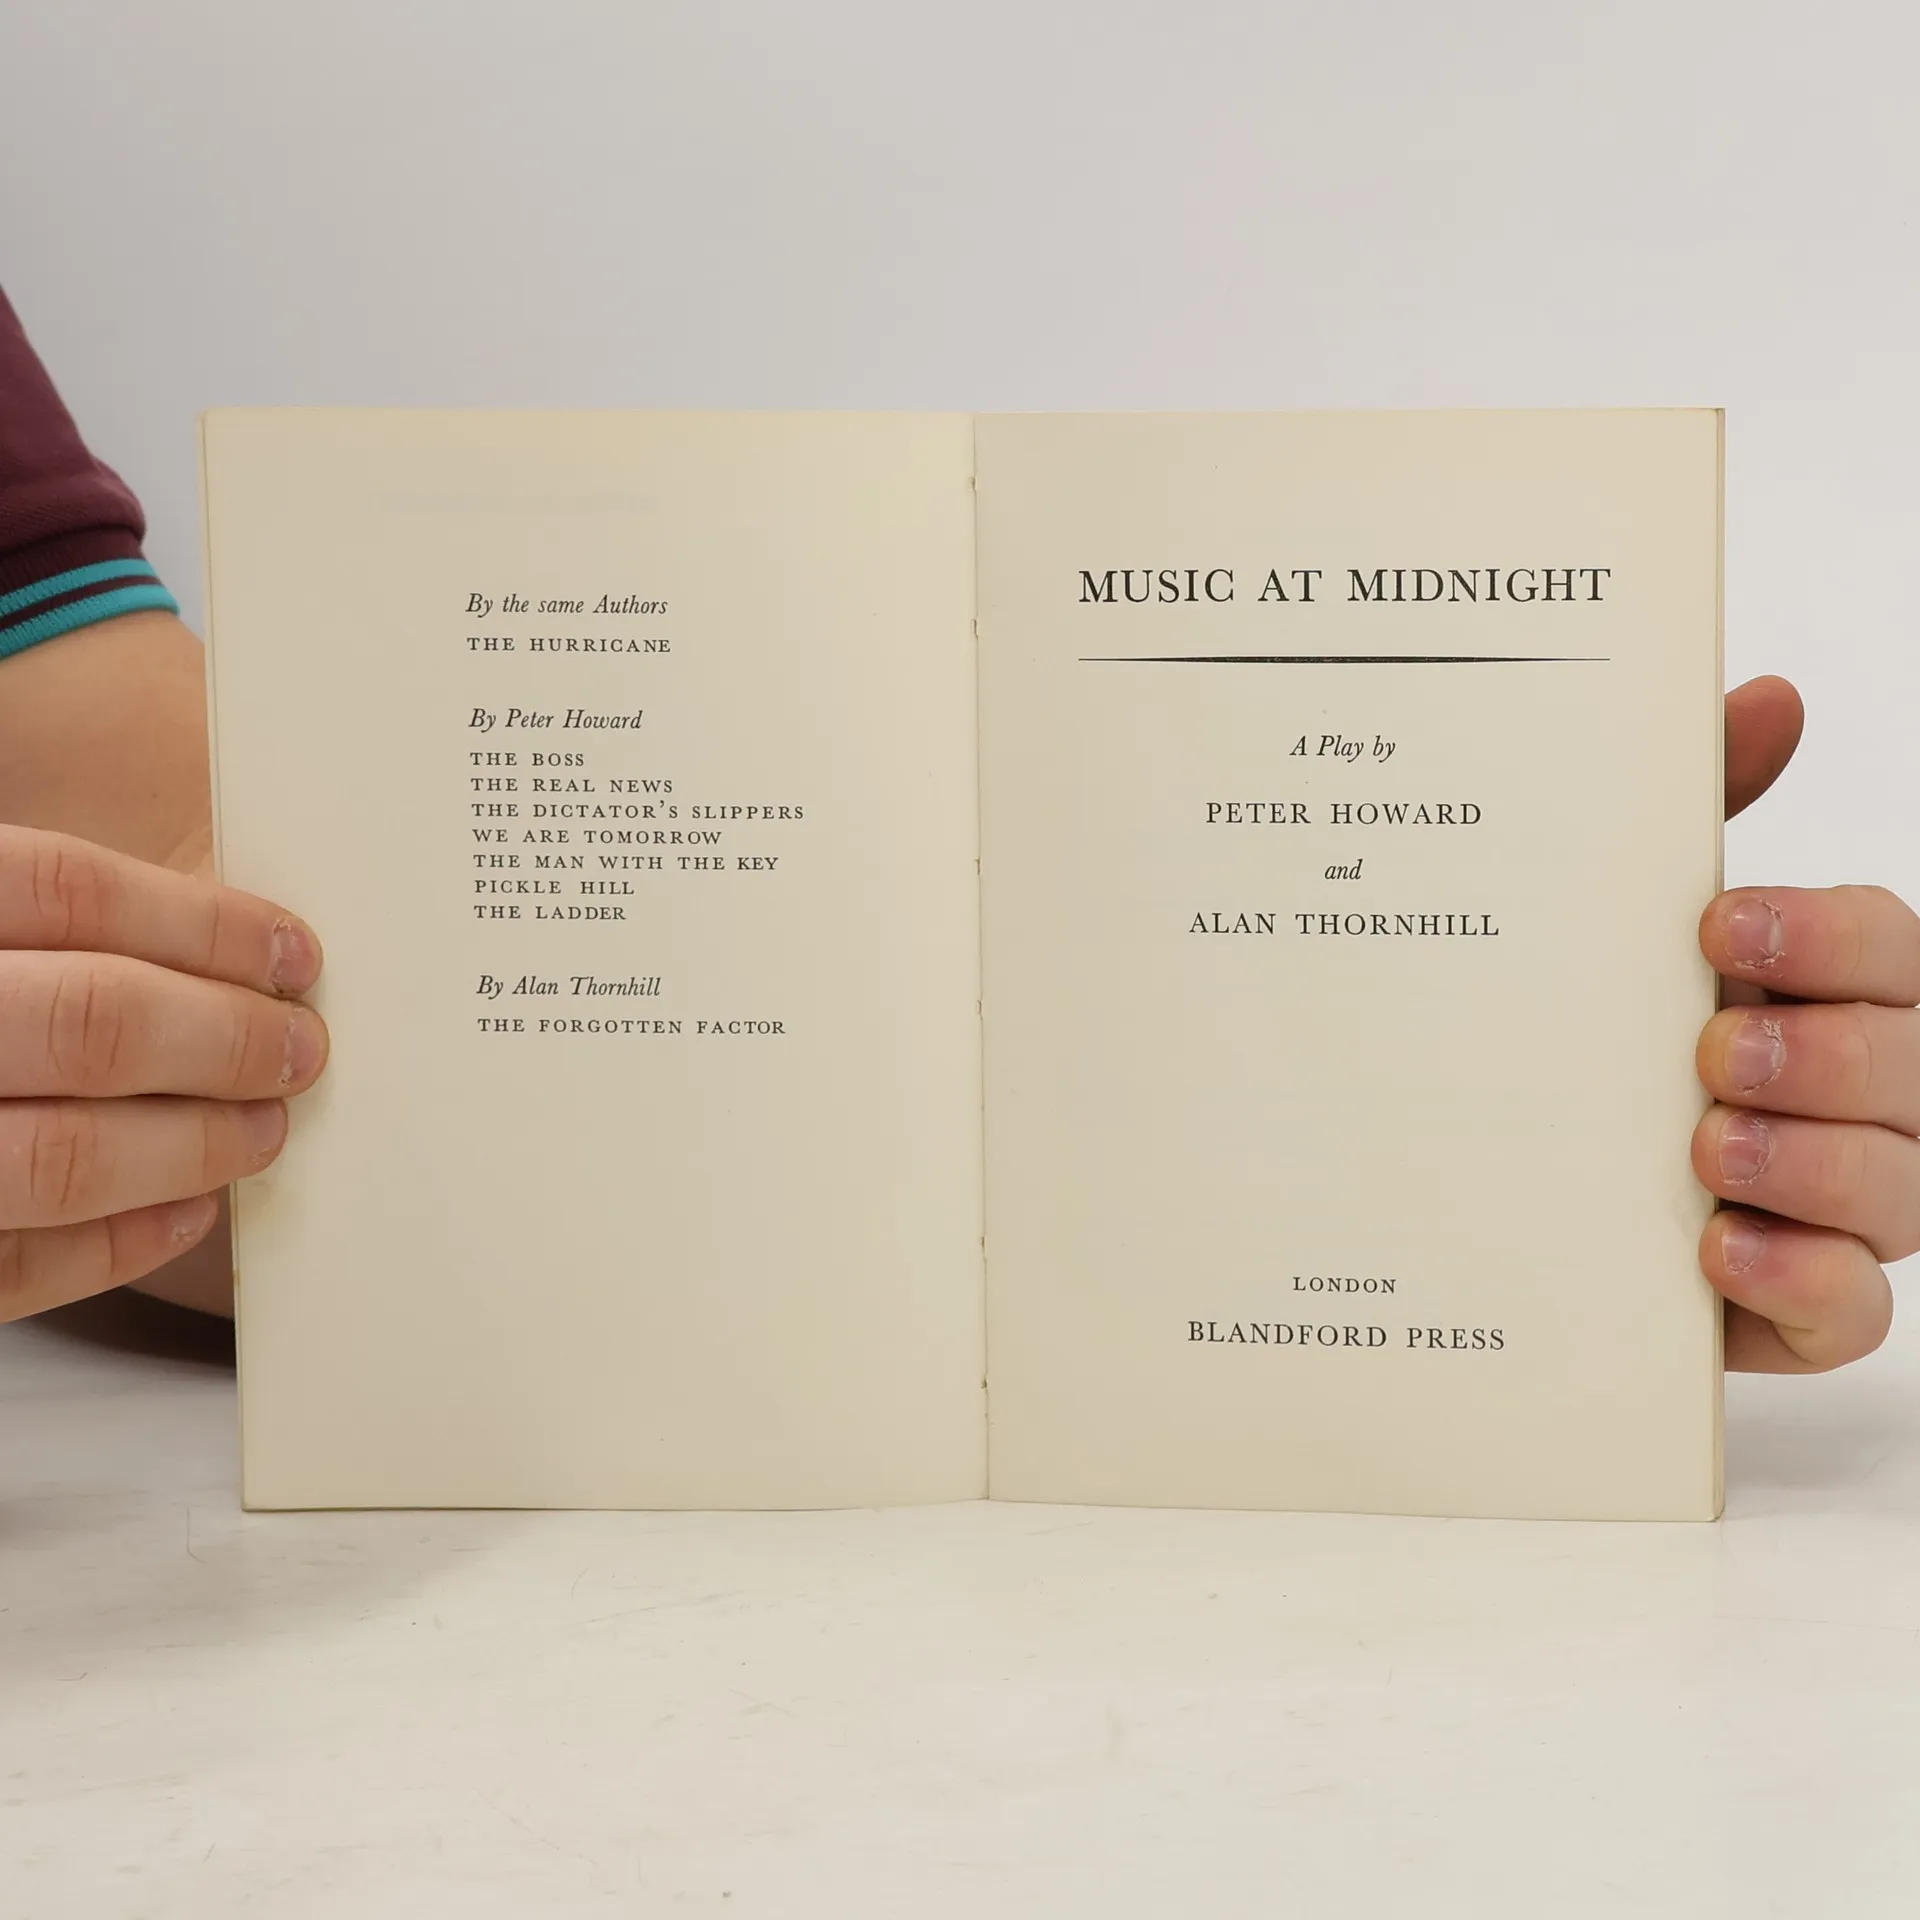 By the same Authors
THE HURRICANE
By Peter Howard
THE BOSS
THE REAL NEWS
THE DICTATOR'S SLIPPERS
WE ARE TOMORROW
THE MAN WITH THE KEY
PICKLE HILL
THE LADDER
By Alan Thornhill
THE FORGOTTEN FACTOR
MUSIC AT MIDNIGHT
A Play by
PETER HOWARD
and
ALAN THORNHILL
LONDON
BLANDFORD PRESS